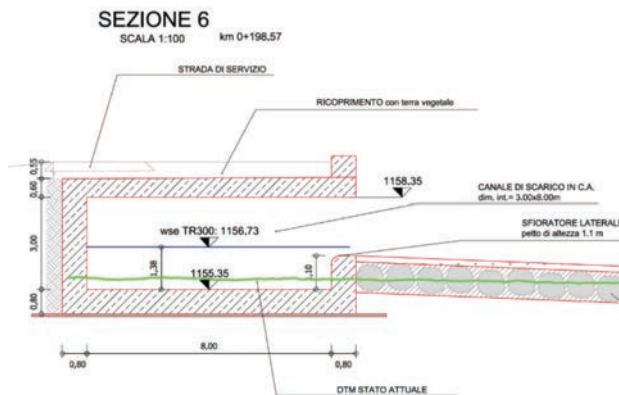 SEZIONE 6
SCALA 1:100 km 0+198.57
STRADA DI SERVIZIO
RICOPRIMENTO con terra vegetale
0,55
0,60
1158.35
CANALE DI SCARICO IN C.A.
dim. int.= 3.00x8.00m
wse TR300: 1156.73
SFIORATORE LATERALE
petto di altezza 1.1 m
3,00
1,38
1155.35
1,10
0,80
8,00
0,80
0,80
DTM STATO ATTUALE